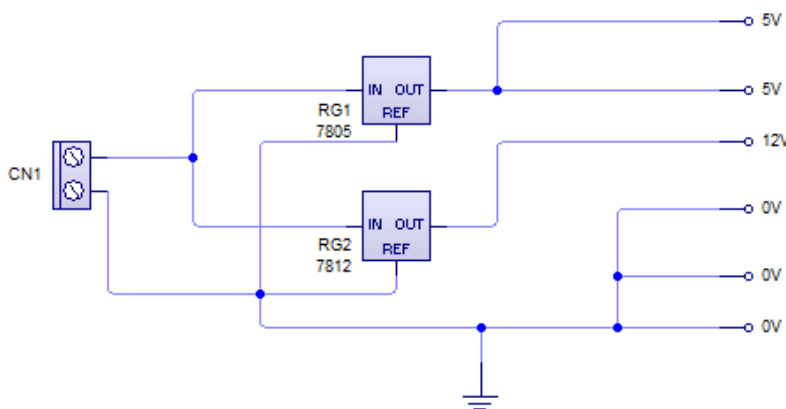 5V
IN OUT
REF
RG1
7805
5V
12V
CN1
IN OUT
REF
RG2
7812
0V
0V
0V